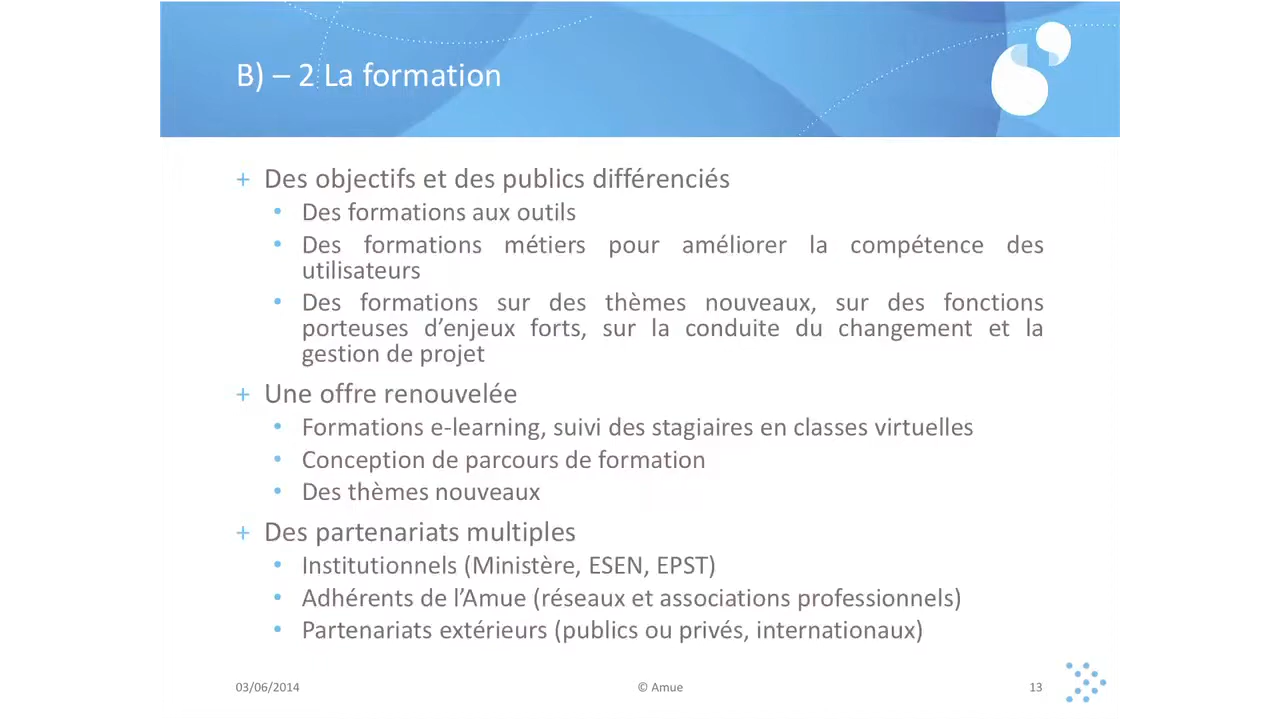 B) – 2 La formation
+ Des objectifs et des publics différenciés
• Des formations aux outils
• Des formations métiers pour améliorer la compétence des
utilisateurs
• Des formations sur des thèmes nouveaux, sur des fonctions
porteuses d’enjeux forts, sur la conduite du changement et la
gestion de projet
+ Une offre renouvelée
• Formations e-learning, suivi des stagiaires en classes virtuelles
• Conception de parcours de formation
• Des thèmes nouveaux
+ Des partenariats multiples
• Institutionnels (Ministère, ESEN, EPST)
• Adhérents de l’Amue (réseaux et associations professionnels)
• Partenariats extérieurs (publics ou privés, internationaux)
03/06/2014 © Amue 13